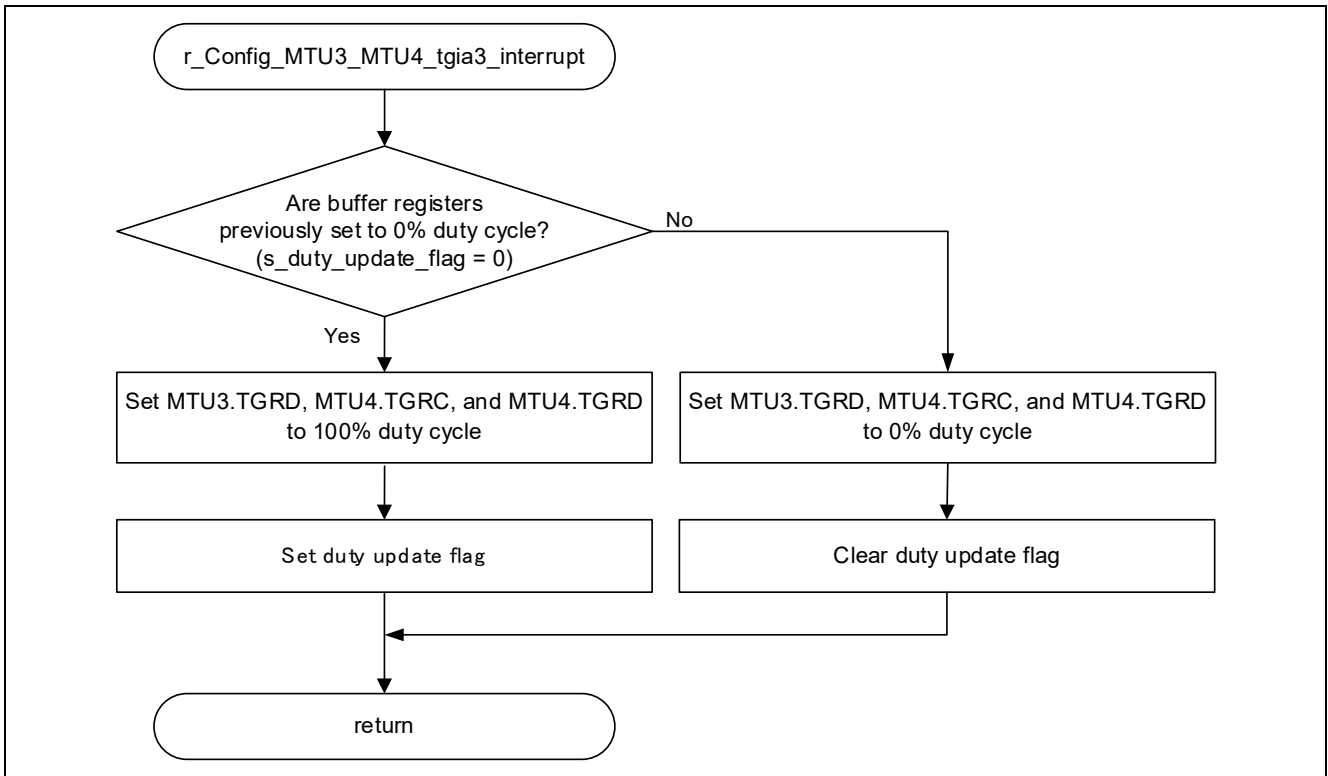 r_Config_MTU3_MTU4_tgia3_interrupt
Are buffer registers
previously set to 0% duty cycle?
(s_duty_update_flag = 0)
No
Yes
Set MTU3.TGRD, MTU4.TGRC, and MTU4.TGRD
to 100% duty cycle
Set MTU3.TGRD, MTU4.TGRC, and MTU4.TGRD
to 0% duty cycle
Set duty update flag
Clear duty update flag
return